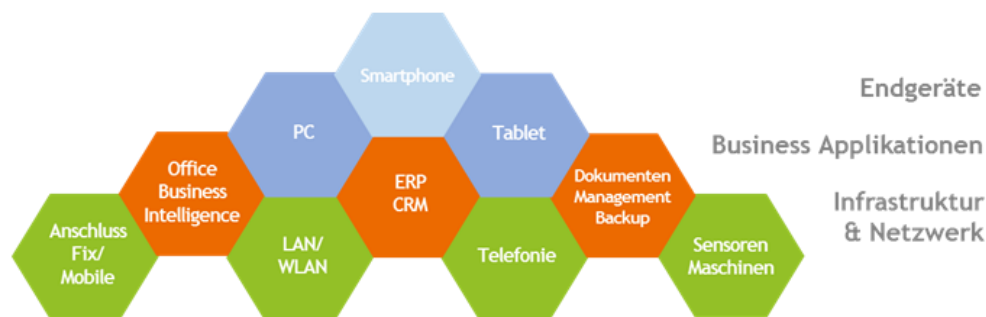 Smartphone
PC
Tablet
Office
Business
Intelligence
ERP
CRM
Dokumenten
Management
Backup
Anschluss
Fix/
Mobile
LAN/
WLAN
Telefonie
Sensoren
Maschinen
Endgeräte
Business Applikationen
Infrastruktur
& Netzwerk